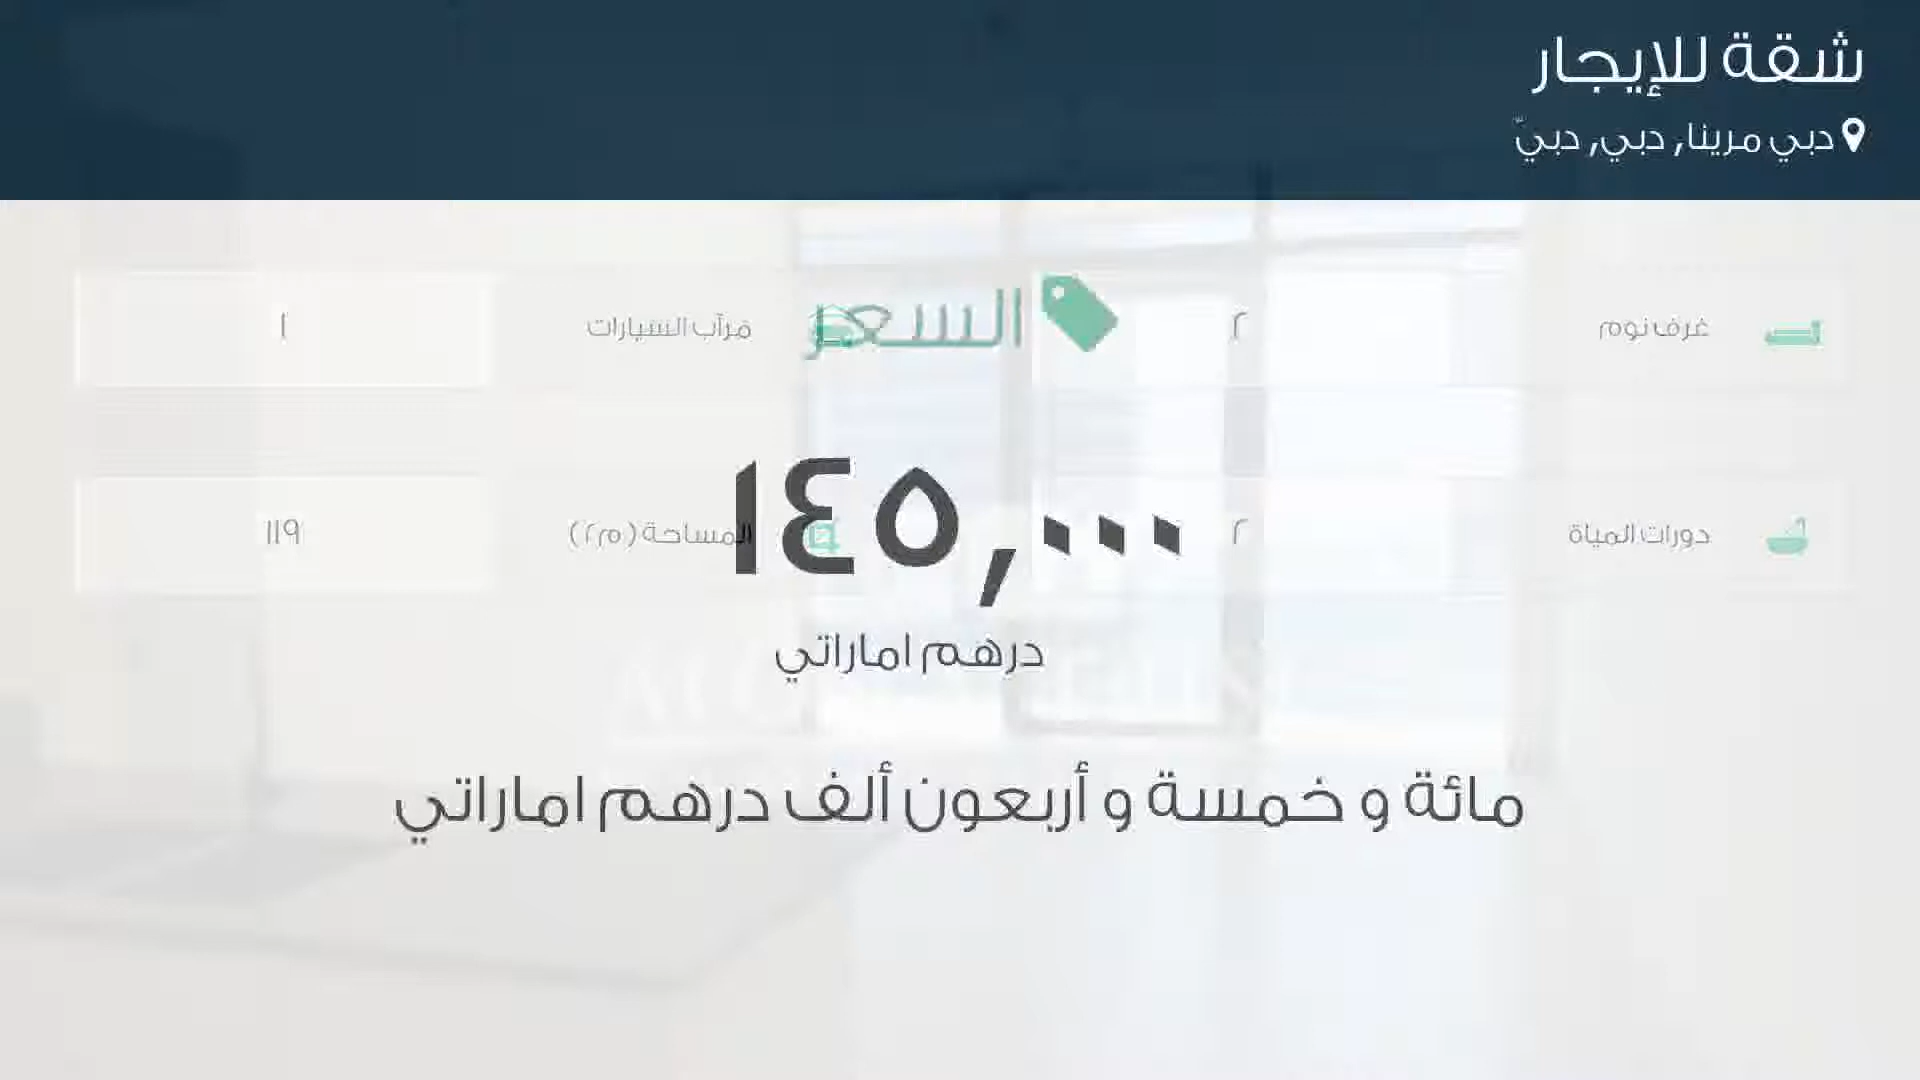 شقة للإيجار
دبي مرينا, دبي, دبيّ
السعر
غرف نوم
٢
مرآب السيارات
١
١٤٥,٠٠٠
دورات المياة
٢
المساحة (م٢)
١١٩
درهم اماراتي
مائة و خمسة و أربعون ألف درهم اماراتي